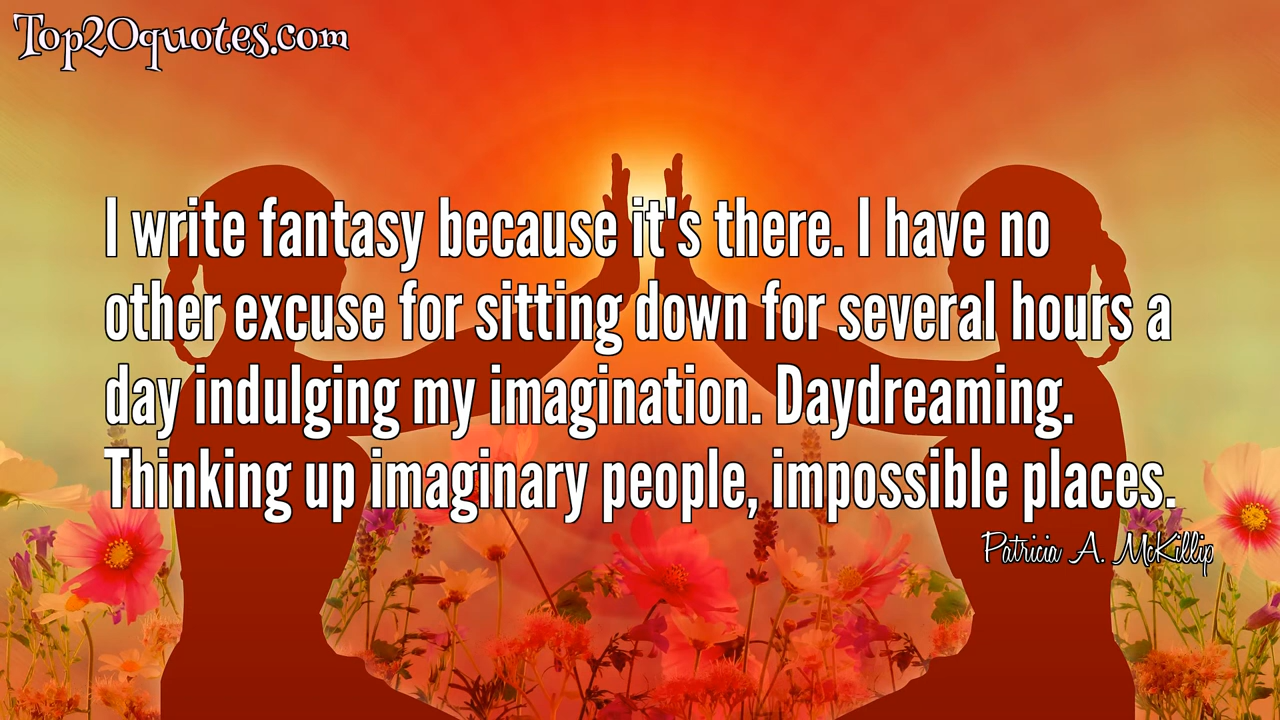 Top20quotes.com
I write fantasy because it's there. I have no
other excuse for sitting down for several hours a
day indulging my imagination. Daydreaming.
Thinking up imaginary people, impossible places.
Patricia A. McKillip